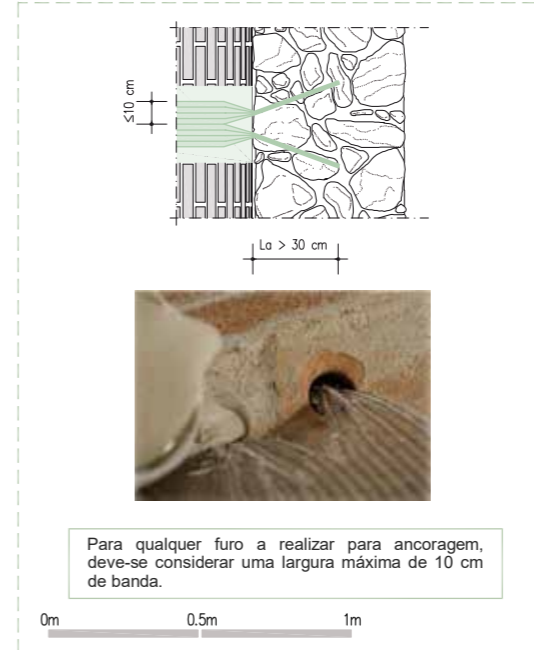 ≤10 cm
La > 30 cm
Para qualquer furo a realizar para ancoragem,
deve-se considerar uma largura máxima de 10 cm
de banda.
0m 0.5m 1m